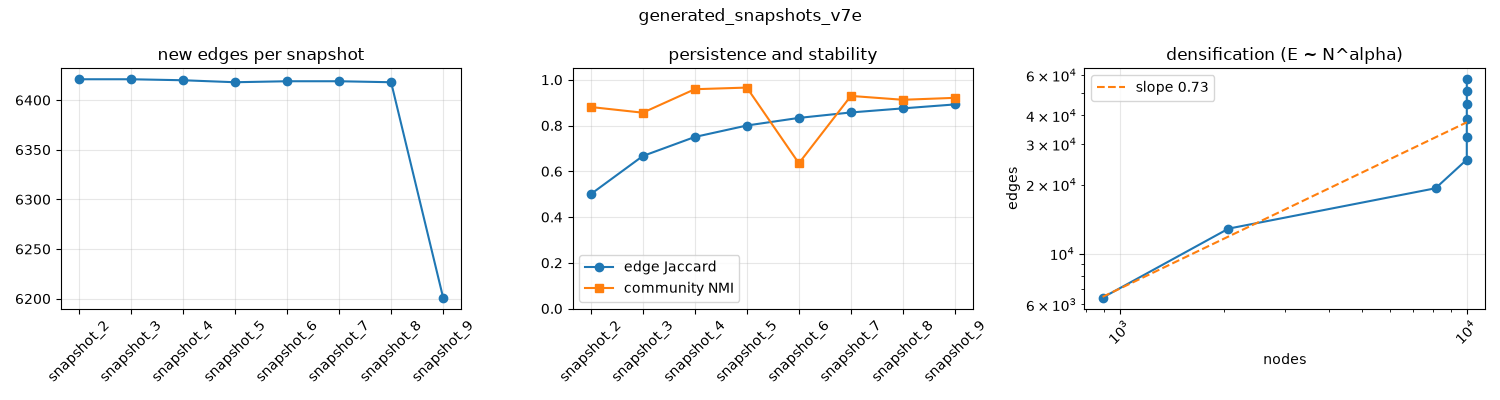 generated_snapshots_v7e
new edges per snapshot
6400
6350
6300
6250
6200
snapshot_2
snapshot_3
snapshot_4
snapshot_5
snapshot_6
snapshot_7
snapshot_8
snapshot_9
persistence and stability
1.0
0.8
0.6
0.4
0.2
0.0
edge Jaccard
community NMI
snapshot_2
snapshot_3
snapshot_4
snapshot_5
snapshot_6
snapshot_7
snapshot_8
snapshot_9
densification (E ~ N^alpha)
slope 0.73
edges
6 × 10⁴
4 × 10⁴
3 × 10⁴
2 × 10⁴
10⁴
6 × 10³
10³
10⁴
nodes